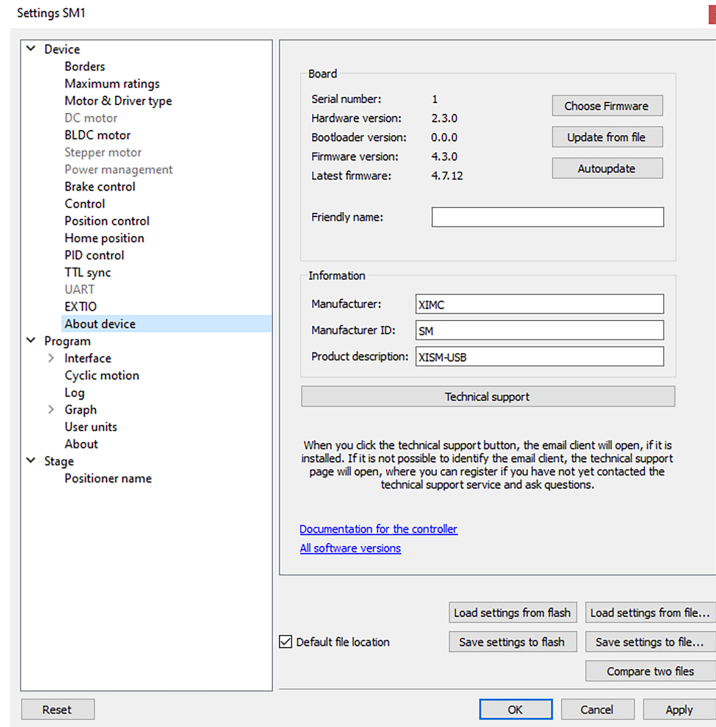 Settings SM1
Device
Borders
Maximum ratings
Motor & Driver type
DC motor
BLDC motor
Stepper motor
Power management
Brake control
Control
Position control
Home position
PID control
TTL sync
UART
EXTIO
About device
Program
Interface
Cyclic motion
Log
Graph
User units
About
Stage
Positioner name
Board
Serial number: 1
Hardware version: 2.3.0
Bootloader version: 0.0.0
Firmware version: 4.3.0
Latest firmware: 4.7.12
Choose Firmware
Update from file
Autoupdate
Friendly name:
Information
Manufacturer: XIMC
Manufacturer ID: SM
Product description: XISM-USB
Technical support
When you click the technical support button, the email client will open, if it is
installed. If it is not possible to identify the email client, the technical support
page will open, where you can register if you have not yet contacted the
technical support service and ask questions.
Documentation for the controller
All software versions
Load settings from flash Load settings from file...
Default file location Save settings to flash Save settings to file...
Compare two files
Reset OK Cancel Apply